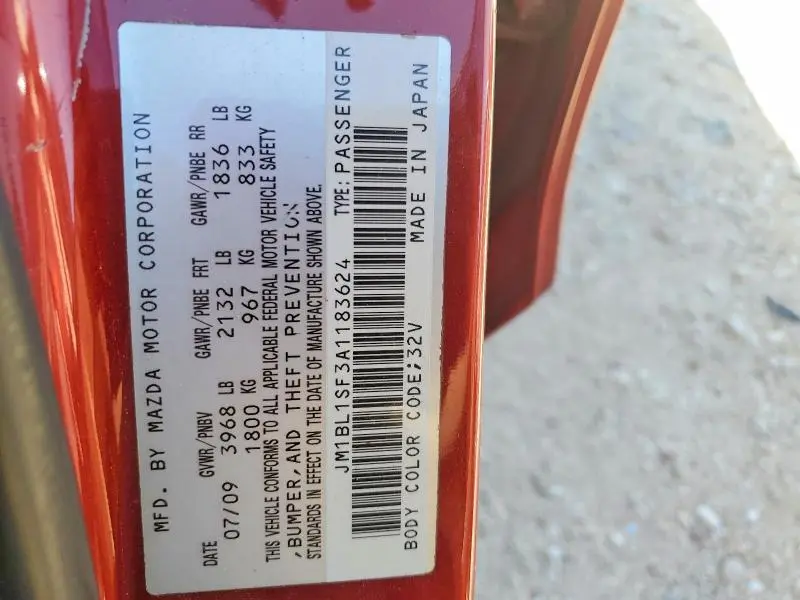 MFD. BY MAZDA MOTOR CORPORATION
DATE GVWR/PNBV GAWR/PNBE FRT GAWR/PNBE RR
07/09 3968 LB 2132 LB 1836 LB
1800 KG 967 KG 833 KG
THIS VEHICLE CONFORMS TO ALL APPLICABLE FEDERAL MOTOR VEHICLE SAFETY
,BUMPER,AND THEFT PREVENTION
STANDARDS IN EFFECT ON THE DATE OF MANUFACTURE SHOWN ABOVE.
JM1BL1SF3A1183624 TYPE: PASSENGER
BODY COLOR CODE;32V MADE IN JAPAN